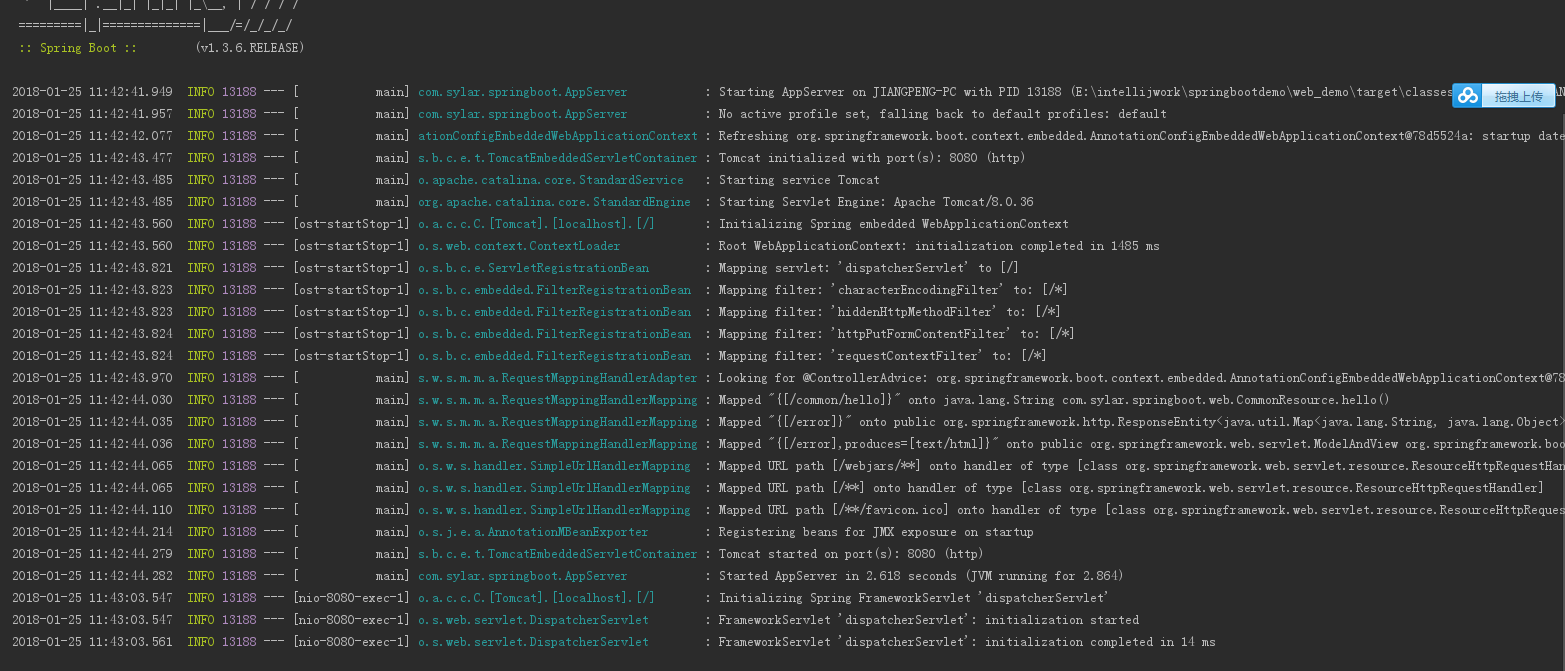 =========|_|==============|___/=/_/_/_/
:: Spring Boot ::        (v1.3.6.RELEASE)
2018-01-25 11:42:41.949  INFO 13188 --- [           main] com.sylar.springboot.AppServer           : Starting AppServer on JIANGPENG-PC with PID 13188 (E:\intellijwork\springbootdemo\web_demo\target\classes
拖拽上传
2018-01-25 11:42:41.957  INFO 13188 --- [           main] com.sylar.springboot.AppServer           : No active profile set, falling back to default profiles: default
2018-01-25 11:42:42.077  INFO 13188 --- [           main] ationConfigEmbeddedWebApplicationContext : Refreshing org.springframework.boot.context.embedded.AnnotationConfigEmbeddedWebApplicationContext@78d5524a: startup date
2018-01-25 11:42:43.477  INFO 13188 --- [           main] s.b.c.e.t.TomcatEmbeddedServletContainer : Tomcat initialized with port(s): 8080 (http)
2018-01-25 11:42:43.485  INFO 13188 --- [           main] o.apache.catalina.core.StandardService   : Starting service Tomcat
2018-01-25 11:42:43.485  INFO 13188 --- [           main] org.apache.catalina.core.StandardEngine  : Starting Servlet Engine: Apache Tomcat/8.0.36
2018-01-25 11:42:43.560  INFO 13188 --- [ost-startStop-1] o.a.c.c.C.[Tomcat].[localhost].[/]       : Initializing Spring embedded WebApplicationContext
2018-01-25 11:42:43.560  INFO 13188 --- [ost-startStop-1] o.s.web.context.ContextLoader            : Root WebApplicationContext: initialization completed in 1485 ms
2018-01-25 11:42:43.821  INFO 13188 --- [ost-startStop-1] o.s.b.c.e.ServletRegistrationBean        : Mapping servlet: 'dispatcherServlet' to [/]
2018-01-25 11:42:43.823  INFO 13188 --- [ost-startStop-1] o.s.b.c.embedded.FilterRegistrationBean  : Mapping filter: 'characterEncodingFilter' to: [/*]
2018-01-25 11:42:43.823  INFO 13188 --- [ost-startStop-1] o.s.b.c.embedded.FilterRegistrationBean  : Mapping filter: 'hiddenHttpMethodFilter' to: [/*]
2018-01-25 11:42:43.824  INFO 13188 --- [ost-startStop-1] o.s.b.c.embedded.FilterRegistrationBean  : Mapping filter: 'httpPutFormContentFilter' to: [/*]
2018-01-25 11:42:43.824  INFO 13188 --- [ost-startStop-1] o.s.b.c.embedded.FilterRegistrationBean  : Mapping filter: 'requestContextFilter' to: [/*]
2018-01-25 11:42:43.970  INFO 13188 --- [           main] s.w.s.m.m.a.RequestMappingHandlerAdapter : Looking for @ControllerAdvice: org.springframework.boot.context.embedded.AnnotationConfigEmbeddedWebApplicationContext@78
2018-01-25 11:42:44.030  INFO 13188 --- [           main] s.w.s.m.m.a.RequestMappingHandlerMapping : Mapped "{[/common/hello]}" onto java.lang.String com.sylar.springboot.web.CommonResource.hello()
2018-01-25 11:42:44.035  INFO 13188 --- [           main] s.w.s.m.m.a.RequestMappingHandlerMapping : Mapped "{[/error]}" onto public org.springframework.http.ResponseEntity<java.util.Map<java.lang.String, java.lang.Object>
2018-01-25 11:42:44.036  INFO 13188 --- [           main] s.w.s.m.m.a.RequestMappingHandlerMapping : Mapped "{[/error],produces=[text/html]}" onto public org.springframework.web.servlet.ModelAndView org.springframework.boo
2018-01-25 11:42:44.065  INFO 13188 --- [           main] o.s.w.s.handler.SimpleUrlHandlerMapping  : Mapped URL path [/webjars/**] onto handler of type [class org.springframework.web.servlet.resource.ResourceHttpRequestHan
2018-01-25 11:42:44.065  INFO 13188 --- [           main] o.s.w.s.handler.SimpleUrlHandlerMapping  : Mapped URL path [/**] onto handler of type [class org.springframework.web.servlet.resource.ResourceHttpRequestHandler]
2018-01-25 11:42:44.110  INFO 13188 --- [           main] o.s.w.s.handler.SimpleUrlHandlerMapping  : Mapped URL path [/**/favicon.ico] onto handler of type [class org.springframework.web.servlet.resource.ResourceHttpReques
2018-01-25 11:42:44.214  INFO 13188 --- [           main] o.s.j.e.a.AnnotationMBeanExporter        : Registering beans for JMX exposure on startup
2018-01-25 11:42:44.279  INFO 13188 --- [           main] s.b.c.e.t.TomcatEmbeddedServletContainer : Tomcat started on port(s): 8080 (http)
2018-01-25 11:42:44.282  INFO 13188 --- [           main] com.sylar.springboot.AppServer           : Started AppServer in 2.618 seconds (JVM running for 2.864)
2018-01-25 11:43:03.547  INFO 13188 --- [nio-8080-exec-1] o.a.c.c.C.[Tomcat].[localhost].[/]       : Initializing Spring FrameworkServlet 'dispatcherServlet'
2018-01-25 11:43:03.547  INFO 13188 --- [nio-8080-exec-1] o.s.web.servlet.DispatcherServlet        : FrameworkServlet 'dispatcherServlet': initialization started
2018-01-25 11:43:03.561  INFO 13188 --- [nio-8080-exec-1] o.s.web.servlet.DispatcherServlet        : FrameworkServlet 'dispatcherServlet': initialization completed in 14 ms